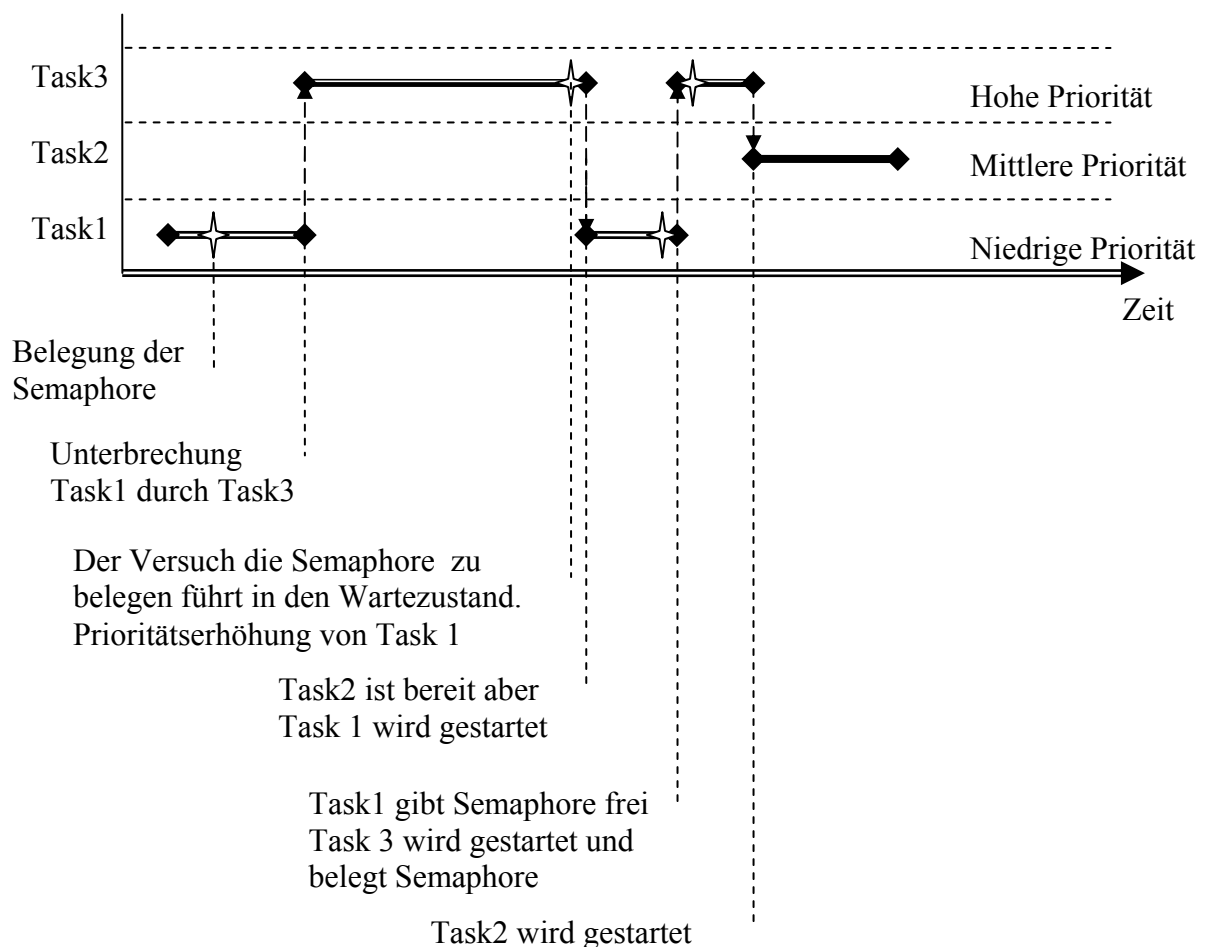 Task3
Hohe Priorität
Task2
Mittlere Priorität
Task1
Niedrige Priorität
Zeit
Belegung der
Semaphore
Unterbrechung
Task1 durch Task3
Der Versuch die Semaphore zu
belegen führt in den Wartezustand.
Prioritätserhöhung von Task 1
Task2 ist bereit aber
Task 1 wird gestartet
Task1 gibt Semaphore frei
Task 3 wird gestartet und
belegt Semaphore
Task2 wird gestartet